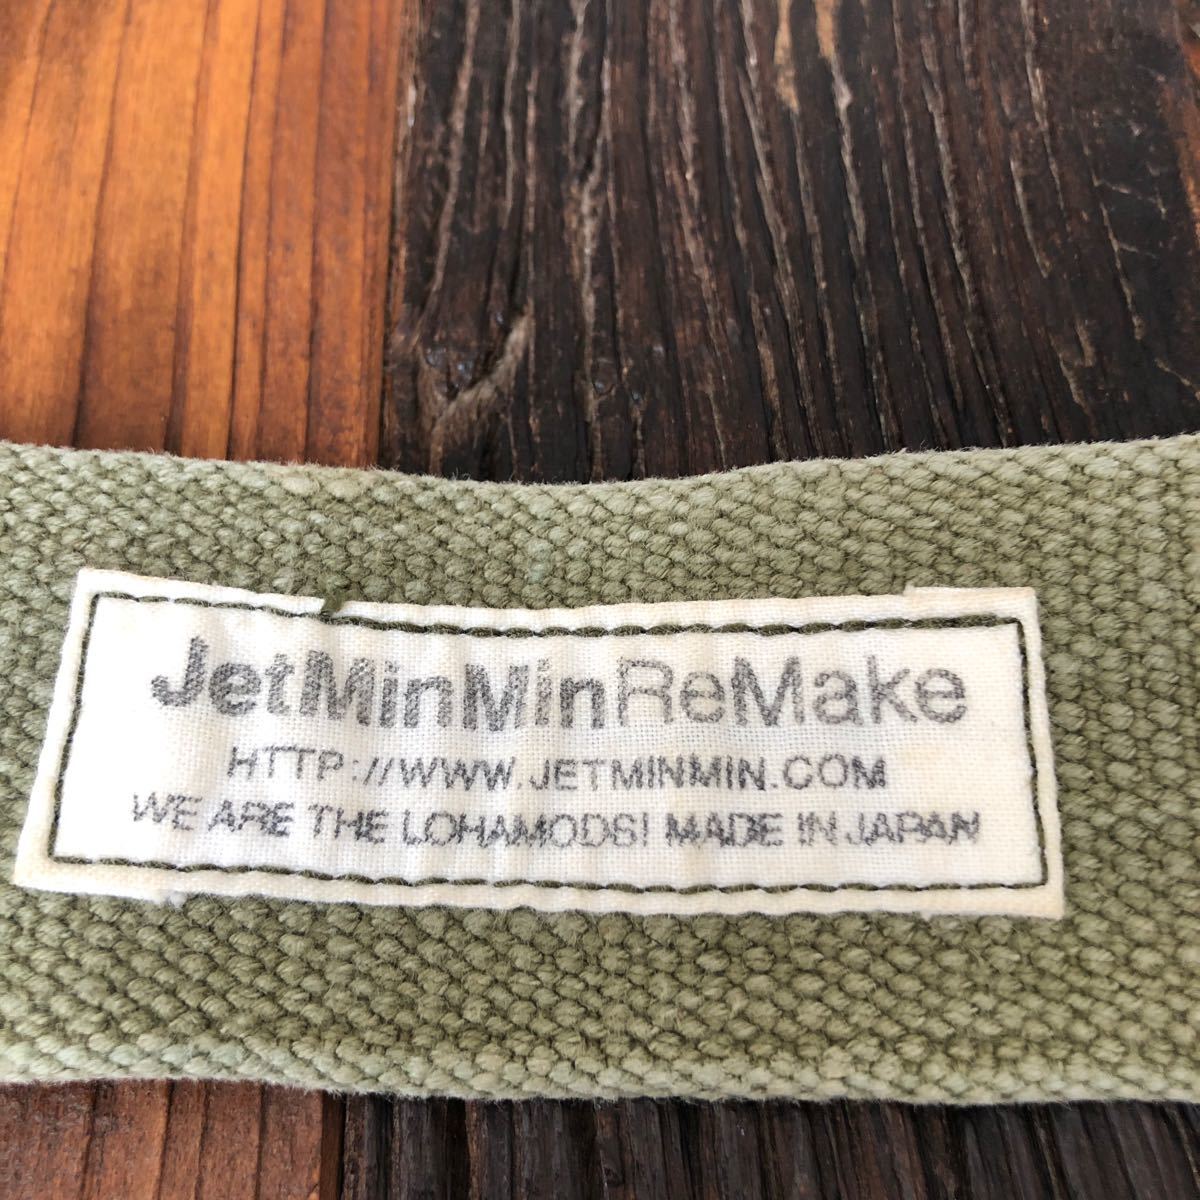 JetMinMinReMake
HTTP://WWW.JETMINMIN.COM
WE ARE THE LOHAMODS! MADE IN JAPAN